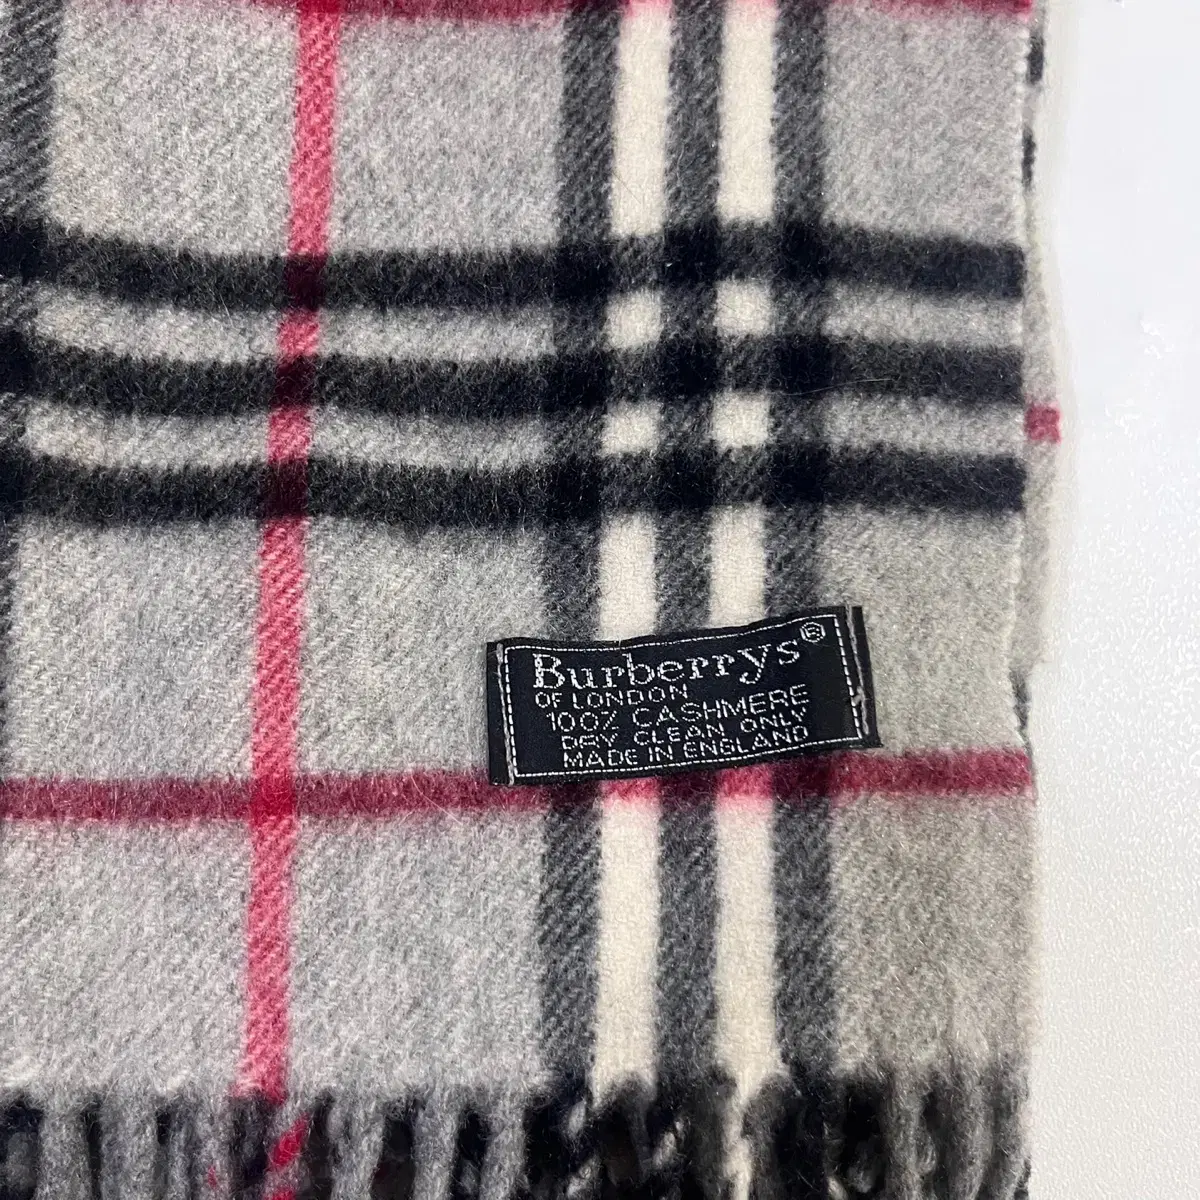 Burberrys®
OF LONDON
100% CASHMERE
DRY CLEAN ONLY
MADE IN ENGLAND